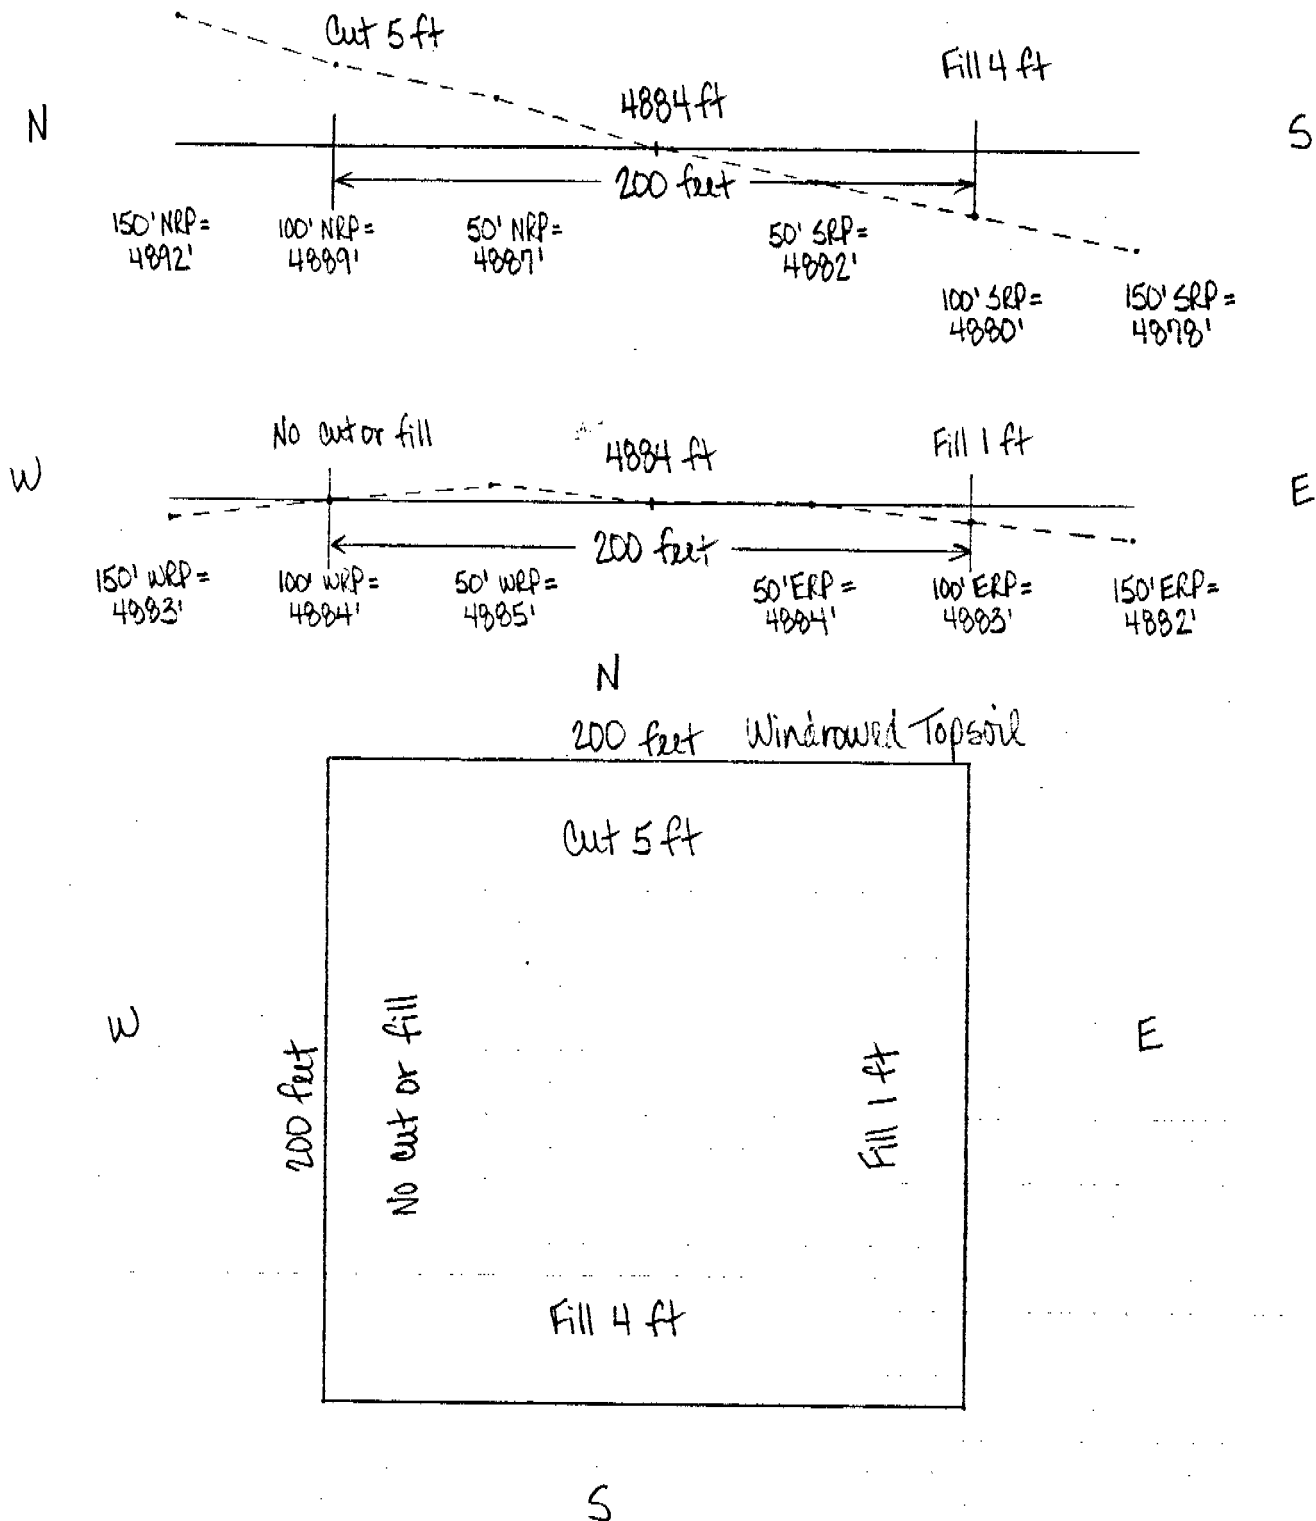 Cut 5 ft
Fill 4 ft
4884 ft
N
S
200 feet
150' NRP =
4892'
100' NRP =
4889'
50' NRP =
4887'
50' SRP =
4882'
100' SRP =
4880'
150' SRP =
4878'
No cut or fill
4884 ft
Fill 1 ft
W
E
200 feet
150' WRP =
4883'
100' WRP =
4884'
50' WRP =
4885'
50' ERP =
4884'
100' ERP =
4883'
150' ERP =
4882'
N
200 feet Windrowed Topsoil
Cut 5 ft
W
200 feet
No cut or fill
Fill 1 ft
E
Fill 4 ft
S